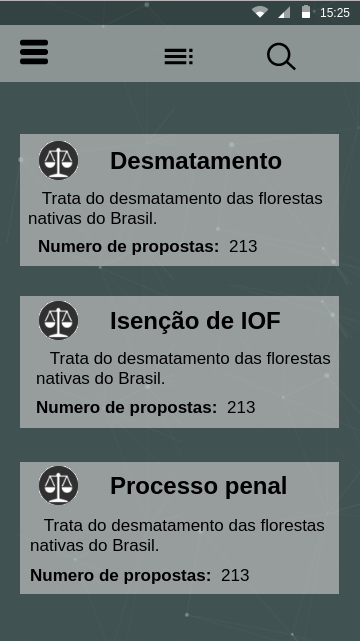 15:25
Desmatamento
Trata do desmatamento das florestas
nativas do Brasil.
Numero de propostas: 213
Isenção de IOF
Trata do desmatamento das florestas
nativas do Brasil.
Numero de propostas: 213
Processo penal
Trata do desmatamento das florestas
nativas do Brasil.
Numero de propostas: 213